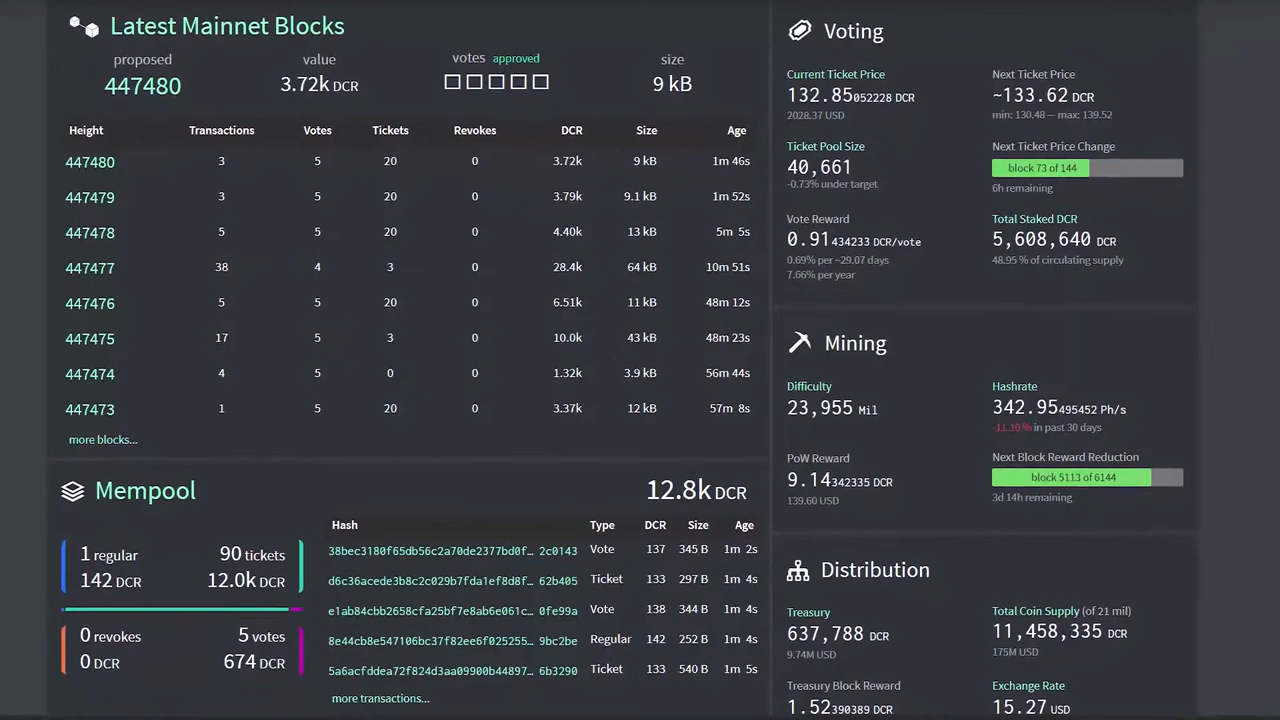 Latest Mainnet Blocks
proposed value votes approved size
447480 3.72k DCR 9 kB
Height Transactions Votes Tickets Revokes DCR Size Age
447480 3 5 20 0 3.72k 9 kB 1m 46s
447479 3 5 20 0 3.79k 9.1 kB 1m 52s
447478 5 5 20 0 4.40k 13 kB 5m 5s
447477 38 4 3 0 28.4k 64 kB 10m 51s
447476 5 5 20 0 6.51k 11 kB 48m 12s
447475 17 5 3 0 10.0k 43 kB 48m 23s
447474 4 5 0 0 1.32k 3.9 kB 56m 44s
447473 1 5 20 0 3.37k 12 kB 57m 8s
more blocks...
Mempool 12.8k DCR
1 regular 90 tickets
142 DCR 12.0k DCR
0 revokes 5 votes
0 DCR 674 DCR
Hash Type DCR Size Age
38bec3180f65db56c2a70de2377bd0f… 2c0143 Vote 137 345 B 1m 2s
d6c36acede3b8c2c029b7fda1ef8d8f… 62b405 Ticket 133 297 B 1m 4s
e1ab84cbb2658cfa25bf7e8ab6e061c… 0fe99a Vote 138 344 B 1m 4s
8e44cb8e547106bc37f82ee6f025255… 9bc2be Regular 142 252 B 1m 4s
5a6acfddea72f824d3aa09900b44897… 6b3290 Ticket 133 540 B 1m 5s
more transactions...
Voting
Current Ticket Price Next Ticket Price
132.85052228 DCR ~133.62 DCR
2028.37 USD min: 130.48 — max: 139.52
Ticket Pool Size Next Ticket Price Change
40,661 block 73 of 144
-0.73% under target 6h remaining
Vote Reward Total Staked DCR
0.91434233 DCR/vote 5,608,640 DCR
0.69% per ~29.07 days 48.95 % of circulating supply
7.66% per year
Mining
Difficulty Hashrate
23,955 Mil 342.95495452 Ph/s
-11.10 % in past 30 days
PoW Reward Next Block Reward Reduction
9.14342335 DCR block 5113 of 6144
139.60 USD 3d 14h remaining
Distribution
Treasury Total Coin Supply (of 21 mil)
637,788 DCR 11,458,335 DCR
9.74M USD 175M USD
Treasury Block Reward Exchange Rate
1.52390389 DCR 15.27 USD